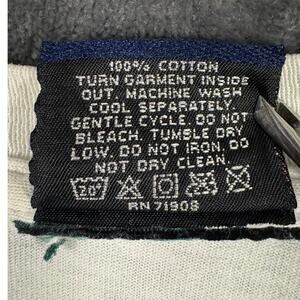 100% COTTON
TURN GARMENT INSIDE
OUT. MACHINE WASH
COOL SEPARATELY.
GENTLE CYCLE. DO NOT
BLEACH. TUMBLE DRY
LOW. DO NOT IRON. DO
NOT DRY CLEAN.
20°
RN 71908